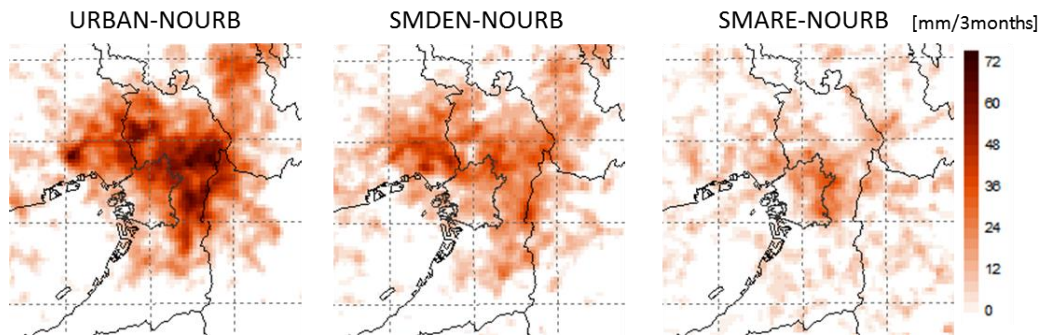 URBAN-NOURB
SMDEN-NOURB
SMARE-NOURB
[mm/3months]
72
60
48
36
24
12
0